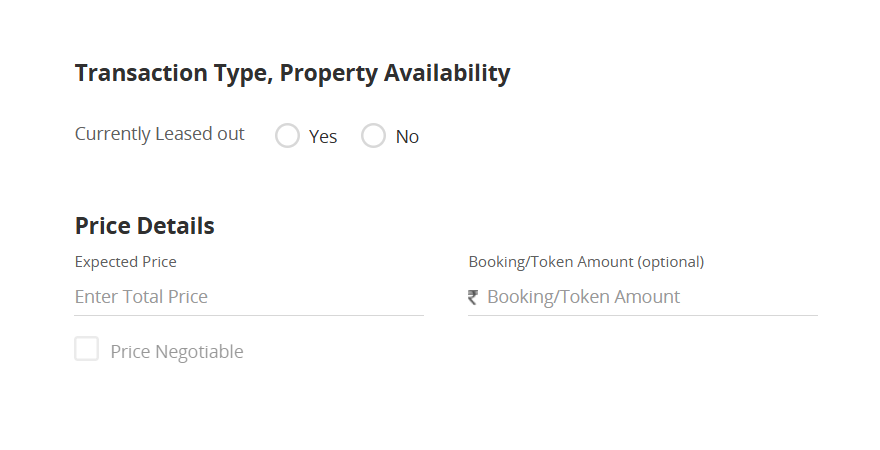 Transaction Type, Property Availability
Currently Leased out Yes No
Price Details
Expected Price Booking/Token Amount (optional)
Enter Total Price ₹ Booking/Token Amount
Price Negotiable